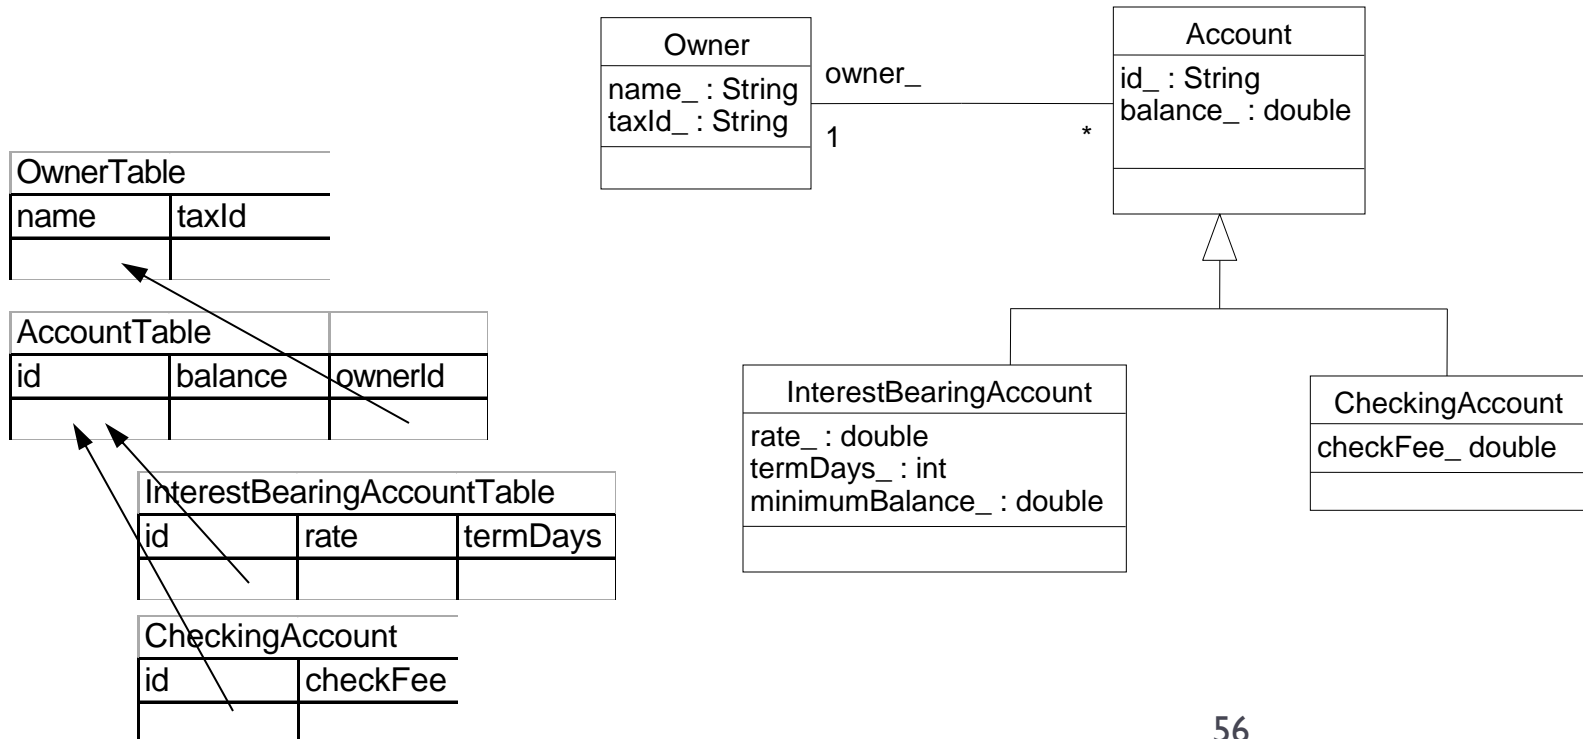 OwnerTable
name taxId
AccountTable
id balance ownerId
InterestBearingAccountTable
id rate termDays
CheckingAccount
id checkFee
Owner
name_ : String
taxId_ : String
owner_
1 *
Account
id_ : String
balance_ : double
InterestBearingAccount
rate_ : double
termDays_ : int
minimumBalance_ : double
CheckingAccount
checkFee_ double
56